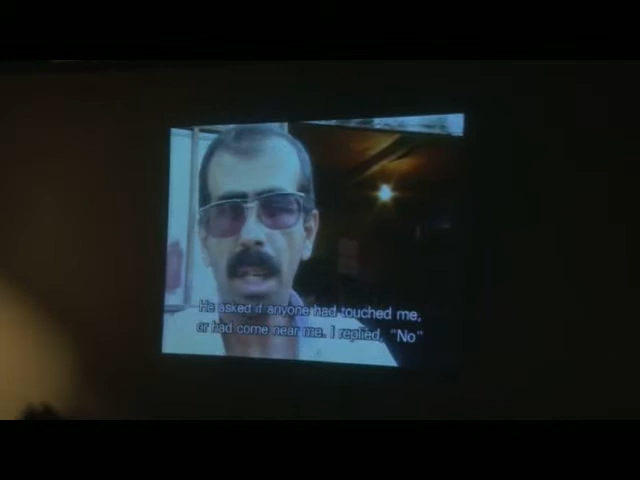 He asked if anyone had touched me,
or had come near me. I replied, "No"